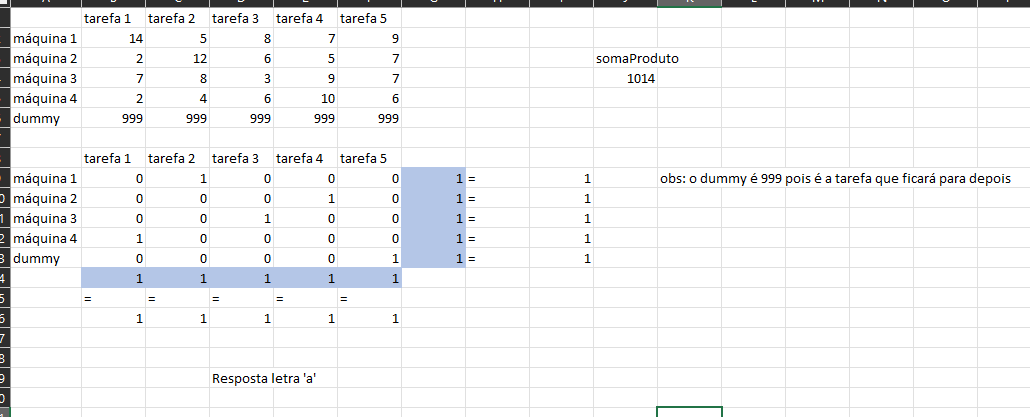 tarefa 1 tarefa 2 tarefa 3 tarefa 4 tarefa 5
máquina 1 14 5 8 7 9
máquina 2 2 12 6 5 7 somaProduto
máquina 3 7 8 3 9 7 1014
máquina 4 2 4 6 10 6
dummy 999 999 999 999 999
tarefa 1 tarefa 2 tarefa 3 tarefa 4 tarefa 5
máquina 1 0 1 0 0 0 1 = 1 obs: o dummy é 999 pois é a tarefa que ficará para depois
máquina 2 0 0 0 1 0 1 = 1
máquina 3 0 0 1 0 0 1 = 1
máquina 4 1 0 0 0 0 1 = 1
dummy 0 0 0 0 1 1 = 1
1 1 1 1 1
= = = = =
1 1 1 1 1
Resposta letra 'a'